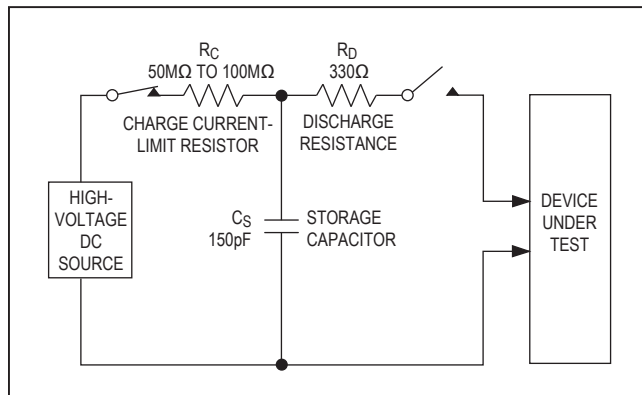 R_C
50MΩ TO 100MΩ
CHARGE CURRENT-
LIMIT RESISTOR
R_D
330Ω
DISCHARGE
RESISTANCE
HIGH-
VOLTAGE
DC
SOURCE
C_S
150pF
STORAGE
CAPACITOR
DEVICE
UNDER
TEST